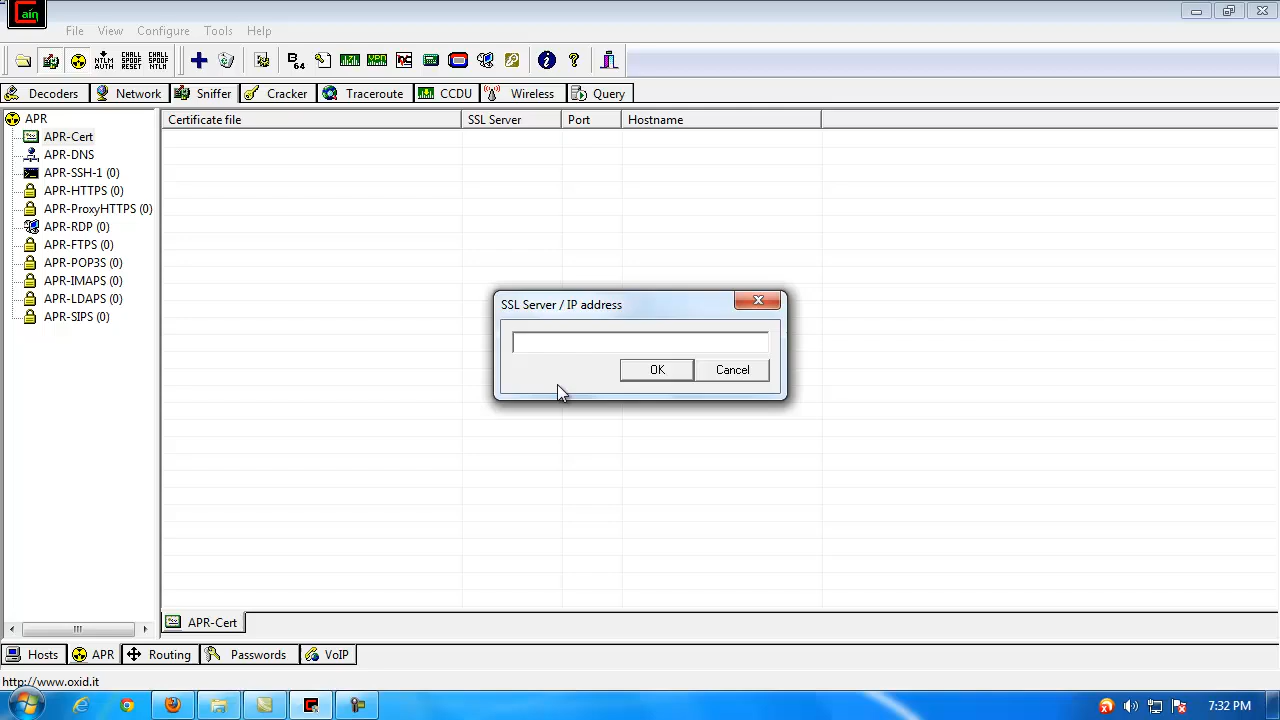 Cain
File View Configure Tools Help
NTLM AUTH CHALL SPOOF RESET CHALL SPOOF NTLM B 64
Decoders Network Sniffer Cracker Traceroute CCDU Wireless Query
APR
APR-Cert
APR-DNS
APR-SSH-1 (0)
APR-HTTPS (0)
APR-ProxyHTTPS (0)
APR-RDP (0)
APR-FTPS (0)
APR-POP3S (0)
APR-IMAPS (0)
APR-LDAPS (0)
APR-SIPS (0)
Certificate file SSL Server Port Hostname
SSL Server / IP address
OK Cancel
APR-Cert
Hosts APR Routing Passwords VoIP
http://www.oxid.it
7:32 PM